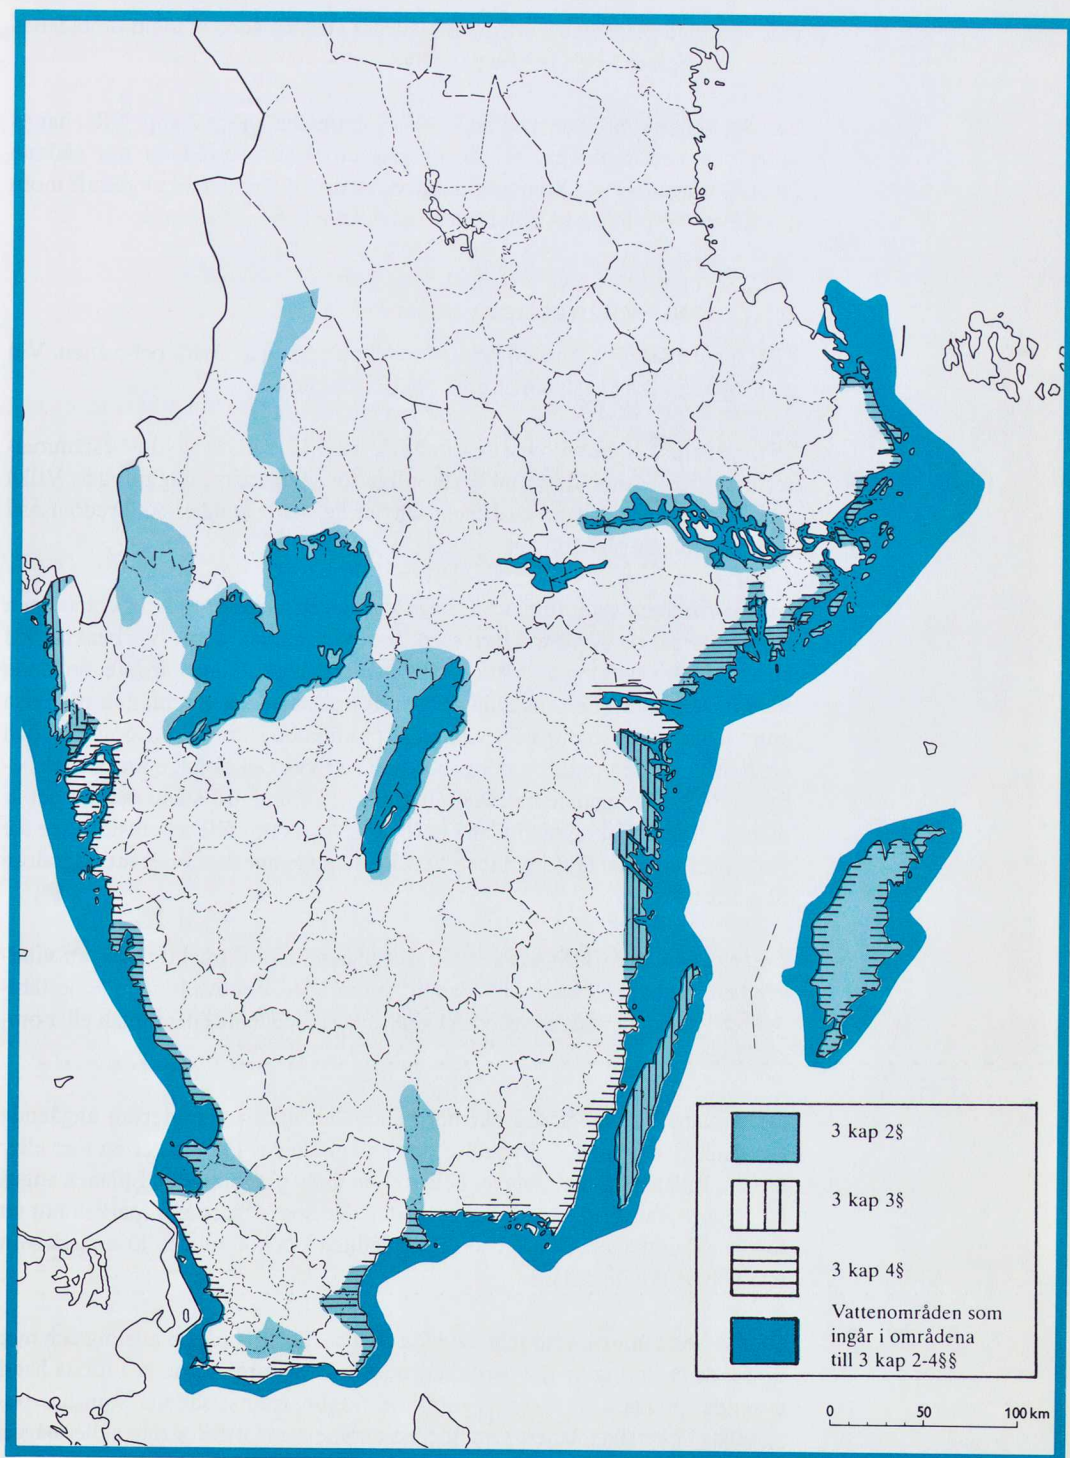 3 kap 2§
3 kap 3§
3 kap 4§
Vattenområden som
ingår i områdena
till 3 kap 2-4§§
0 50 100 km